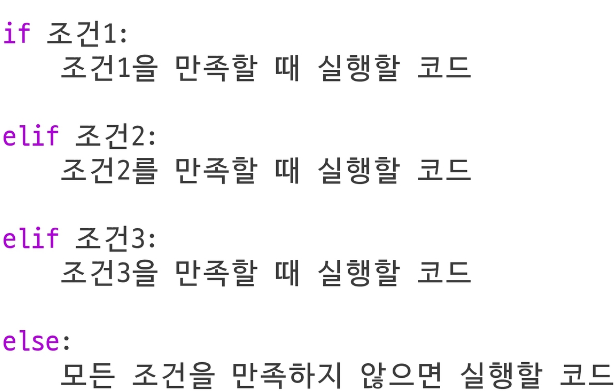 if 조건1:
    조건1을 만족할 때 실행할 코드
elif 조건2:
    조건2를 만족할 때 실행할 코드
elif 조건3:
    조건3을 만족할 때 실행할 코드
else:
    모든 조건을 만족하지 않으면 실행할 코드